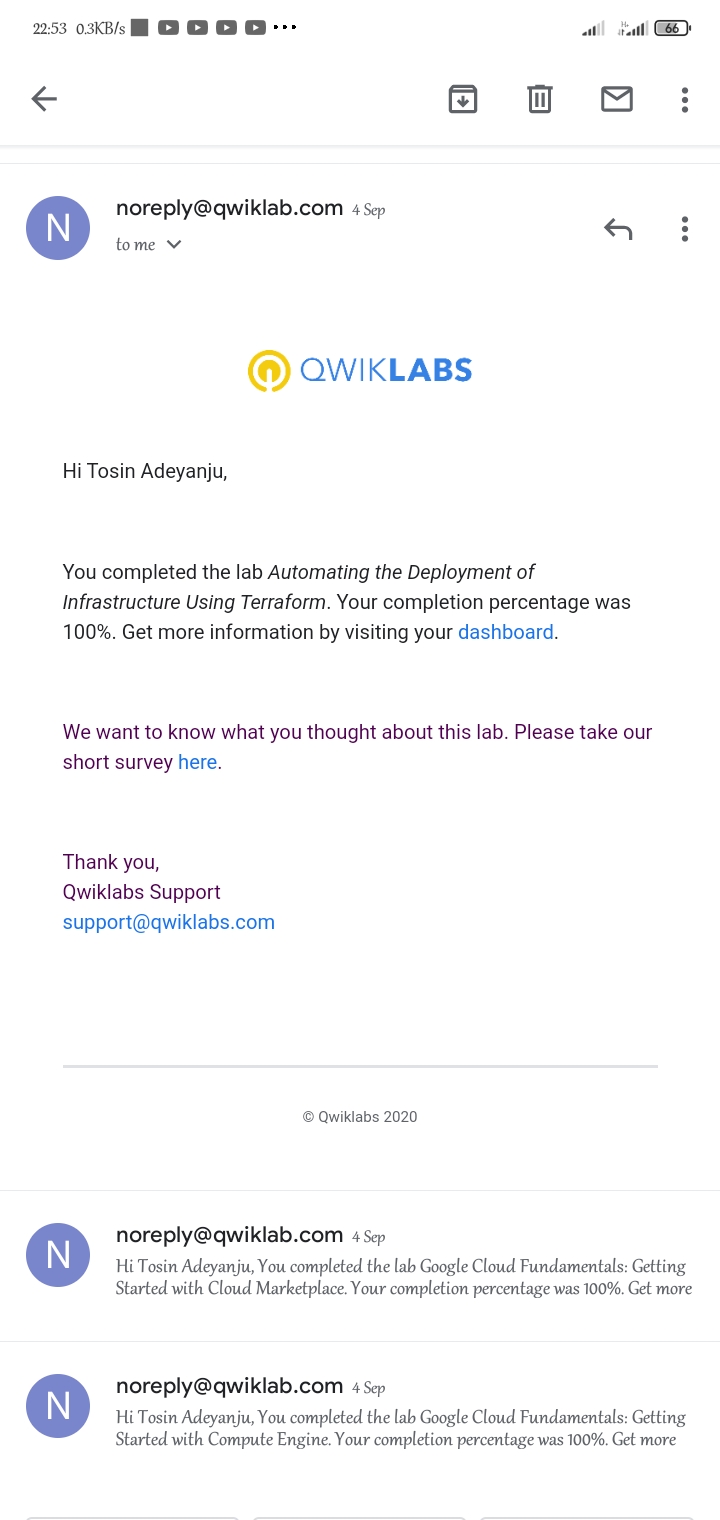 22:53 0.3KB/s
H+
66
N
noreply@qwiklab.com 4 Sep
to me
QWIKLABS
Hi Tosin Adeyanju,
You completed the lab Automating the Deployment of
Infrastructure Using Terraform. Your completion percentage was
100%. Get more information by visiting your dashboard.
We want to know what you thought about this lab. Please take our
short survey here.
Thank you,
Qwiklabs Support
support@qwiklabs.com
© Qwiklabs 2020
N
noreply@qwiklab.com 4 Sep
Hi Tosin Adeyanju, You completed the lab Google Cloud Fundamentals: Getting
Started with Cloud Marketplace. Your completion percentage was 100%. Get more
N
noreply@qwiklab.com 4 Sep
Hi Tosin Adeyanju, You completed the lab Google Cloud Fundamentals: Getting
Started with Compute Engine. Your completion percentage was 100%. Get more